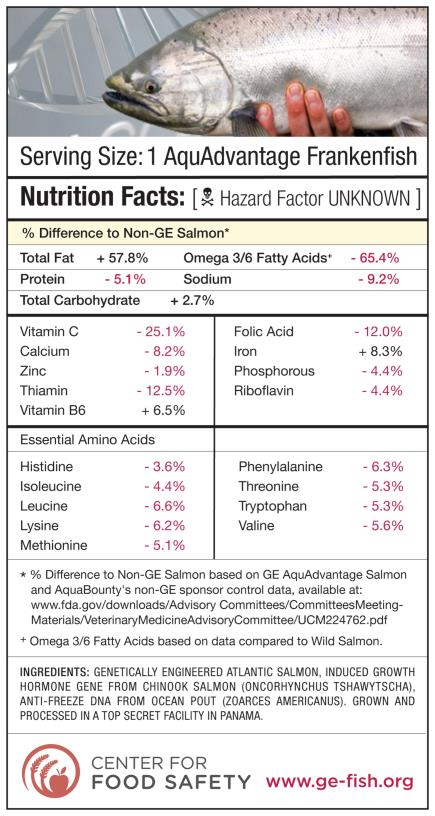 Serving Size: 1 AquAdvantage Frankenfish
Nutrition Facts: [ ☠ Hazard Factor UNKNOWN ]
% Difference to Non-GE Salmon*
Total Fat + 57.8% Omega 3/6 Fatty Acids+ - 65.4%
Protein - 5.1% Sodium - 9.2%
Total Carbohydrate + 2.7%
Vitamin C - 25.1% Folic Acid - 12.0%
Calcium - 8.2% Iron + 8.3%
Zinc - 1.9% Phosphorous - 4.4%
Thiamin - 12.5% Riboflavin - 4.4%
Vitamin B6 + 6.5%
Essential Amino Acids
Histidine - 3.6% Phenylalanine - 6.3%
Isoleucine - 4.4% Threonine - 5.3%
Leucine - 6.6% Tryptophan - 5.3%
Lysine - 6.2% Valine - 5.6%
Methionine - 5.1%
* % Difference to Non-GE Salmon based on GE AquAdvantage Salmon
and AquaBounty's non-GE sponsor control data, available at:
www.fda.gov/downloads/Advisory Committees/CommitteesMeeting-
Materials/VeterinaryMedicineAdvisoryCommittee/UCM224762.pdf
+ Omega 3/6 Fatty Acids based on data compared to Wild Salmon.
INGREDIENTS: GENETICALLY ENGINEERED ATLANTIC SALMON, INDUCED GROWTH
HORMONE GENE FROM CHINOOK SALMON (ONCORHYNCHUS TSHAWYTSCHA),
ANTI-FREEZE DNA FROM OCEAN POUT (ZOARCES AMERICANUS). GROWN AND
PROCESSED IN A TOP SECRET FACILITY IN PANAMA.
CENTER FOR
FOOD SAFETY www.ge-fish.org